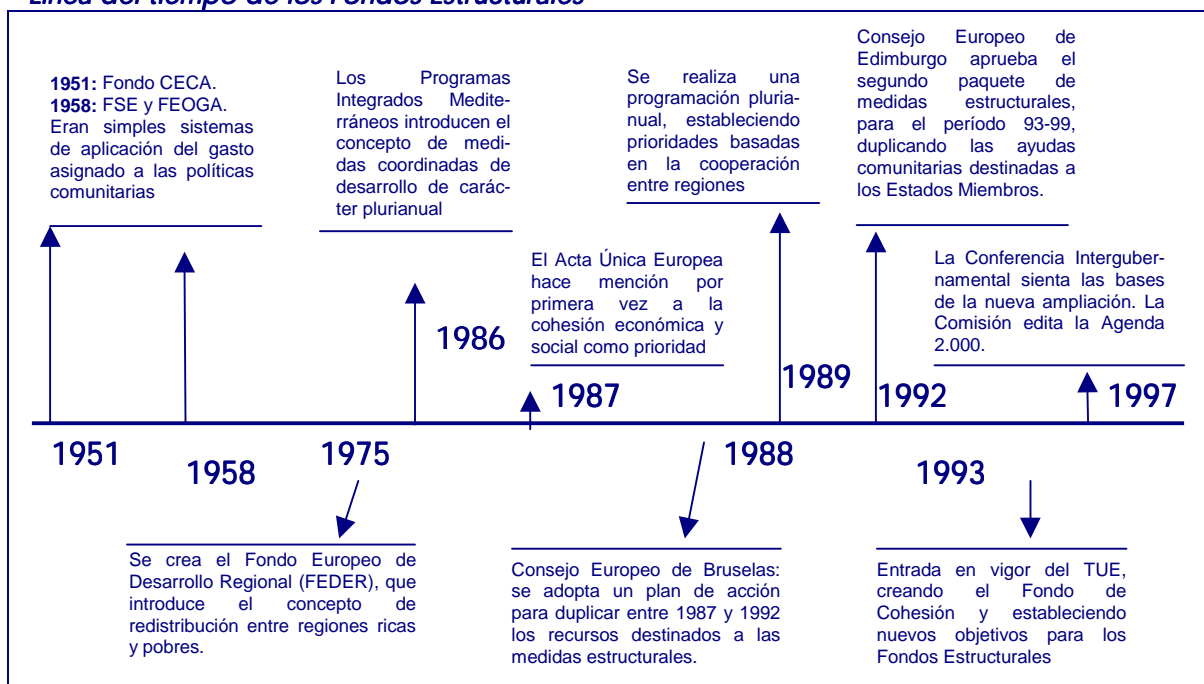 Línea del tiempo de los Fondos Estructurales
1951: Fondo CECA.
1958: FSE y FEOGA.
Eran simples sistemas
de aplicación del gasto
asignado a las políticas
comunitarias
Los Programas
Integrados Medite-
rráneos introducen el
concepto de medi-
das coordinadas de
desarrollo de carác-
ter plurianual
Se realiza una
programación pluria-
nual, estableciendo
prioridades basadas
en la cooperación
entre regiones
Consejo Europeo de
Edimburgo aprueba el
segundo paquete de
medidas estructurales,
para el período 93-99,
duplicando las ayudas
comunitarias destinadas a
los Estados Miembros.
El Acta Única Europea
hace mención por
primera vez a la
cohesión económica y
social como prioridad
La Conferencia Interguber-
namental sienta las bases
de la nueva ampliación. La
Comisión edita la Agenda
2.000.
1986
1987
1989
1992
1997
1951
1958
1975
1988
1993
Se crea el Fondo Europeo de
Desarrollo Regional (FEDER), que
introduce el concepto de
redistribución entre regiones ricas
y pobres.
Consejo Europeo de Bruselas:
se adopta un plan de acción
para duplicar entre 1987 y 1992
los recursos destinados a las
medidas estructurales.
Entrada en vigor del TUE,
creando el Fondo de
Cohesión y estableciendo
nuevos objetivos para los
Fondos Estructurales